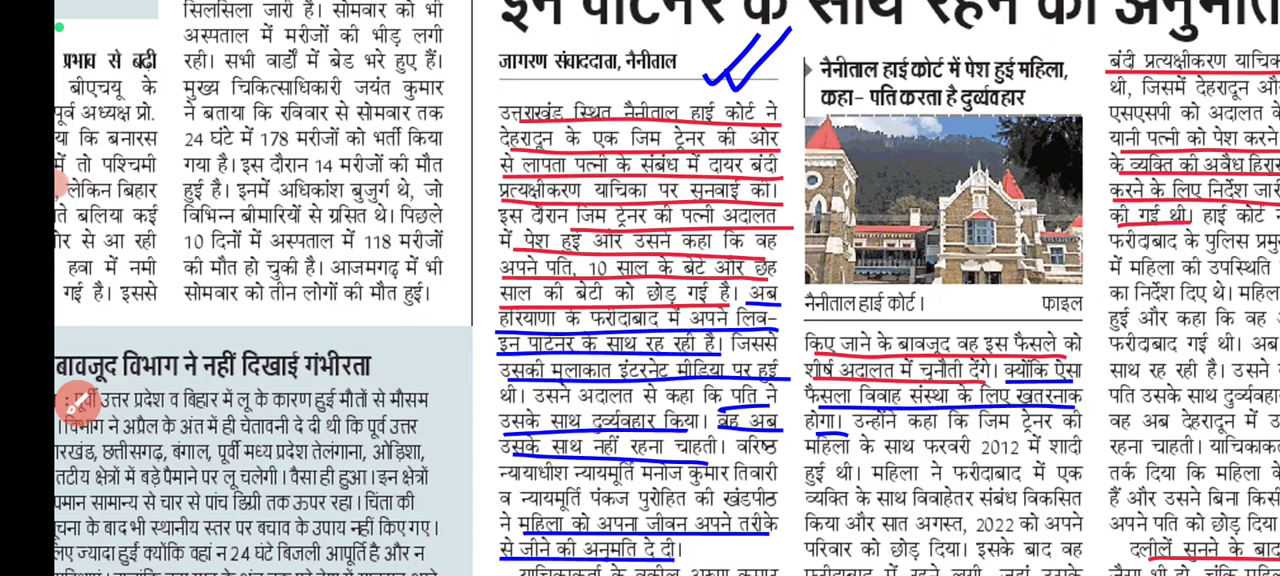 इन पार्टनर के साथ रहने की अनुमति
प्रभाव से बढ़ी
बीएचयू के
पूर्व अध्यक्ष प्रो.
या कि बनारस
में तो पश्चिमी
लेकिन बिहार
ते बलिया कई
ओर से आ रही
हवा में नमी
गई है। इससे
सिलसिला जारी है। सोमवार को भी
अस्पताल में मरीजों की भीड़ लगी
रही। सभी वार्डों में बेड भरे हुए हैं।
मुख्य चिकित्साधिकारी जयंत कुमार
ने बताया कि रविवार से सोमवार तक
24 घंटे में 178 मरीजों को भर्ती किया
गया है। इस दौरान 14 मरीजों की मौत
हुई है। इनमें अधिकांश बुजुर्ग थे, जो
विभिन्न बीमारियों से ग्रसित थे। पिछले
10 दिनों में अस्पताल में 118 मरीजों
की मौत हो चुकी है। आजमगढ़ में भी
सोमवार को तीन लोगों की मौत हुई।
बावजूद विभाग ने नहीं दिखाई गंभीरता
: पूर्वी उत्तर प्रदेश व बिहार में लू के कारण हुई मौतों से मौसम
विभाग ने अप्रैल के अंत में ही चेतावनी दे दी थी कि पूर्व उत्तर
रखंड, छत्तीसगढ़, बंगाल, पूर्वी मध्य प्रदेश तेलंगाना, ओड़िशा,
तटीय क्षेत्रों में बड़े पैमाने पर लू चलेगी। वैसा ही हुआ। इन क्षेत्रों
पमान सामान्य से चार से पांच डिग्री तक ऊपर रहा। चिंता की
चूना के बाद भी स्थानीय स्तर पर बचाव के उपाय नहीं किए गए।
लिए ज्यादा हुईं क्योंकि वहां न 24 घंटे बिजली आपूर्ति है और न
जागरण संवाददाता, नैनीताल
उत्तराखंड स्थित नैनीताल हाई कोर्ट ने
देहरादून के एक जिम ट्रेनर की ओर
से लापता पत्नी के संबंध में दायर बंदी
प्रत्यक्षीकरण याचिका पर सुनवाई की।
इस दौरान जिम ट्रेनर की पत्नी अदालत
में पेश हुई और उसने कहा कि वह
अपने पति, 10 साल के बेटे और छह
साल की बेटी को छोड़ गई है। अब
हरियाणा के फरीदाबाद में अपने लिव-
इन पार्टनर के साथ रह रही है। जिससे
उसकी मुलाकात इंटरनेट मीडिया पर हुई
थी। उसने अदालत से कहा कि पति ने
उसके साथ दुर्व्यवहार किया। वह अब
उसके साथ नहीं रहना चाहती। वरिष्ठ
न्यायाधीश न्यायमूर्ति मनोज कुमार तिवारी
व न्यायमूर्ति पंकज पुरोहित की खंडपीठ
ने महिला को अपना जीवन अपने तरीके
से जीने की अनुमति दे दी।
नैनीताल हाई कोर्ट में पेश हुई महिला,
कहा- पति करता है दुर्व्यवहार
नैनीताल हाई कोर्ट। फाइल
किए जाने के बावजूद वह इस फैसले को
शीर्ष अदालत में चुनौती देंगे। क्योंकि ऐसा
फैसला विवाह संस्था के लिए खतरनाक
होगा। उन्होंने कहा कि जिम ट्रेनर की
महिला के साथ फरवरी 2012 में शादी
हुई थी। महिला ने फरीदाबाद में एक
व्यक्ति के साथ विवाहेतर संबंध विकसित
किया और सात अगस्त, 2022 को अपने
परिवार को छोड़ दिया। इसके बाद वह
फरीदाबाद में रहने लगी, जहां उसके
बंदी प्रत्यक्षीकरण याचिक
थी, जिसमें देहरादून औ
एसएसपी को अदालत के
यानी पत्नी को पेश करने
के व्यक्ति की अवैध हिरा
करने के लिए निर्देश जार
की गई थी। हाई कोर्ट न
फरीदाबाद के पुलिस प्रमु
में महिला की उपस्थिति
का निर्देश दिए थे। महिल
हुई और कहा कि वह अ
फरीदाबाद गई थी। अब
साथ रह रही है। उसने
पति उसके साथ दुर्व्यवहा
वह अब देहरादून में उ
रहना चाहती। याचिकाक
तर्क दिया कि महिला के
हैं और उसने बिना किसी
अपने पति को छोड़ दिया
दलीलें सुनने के बाद